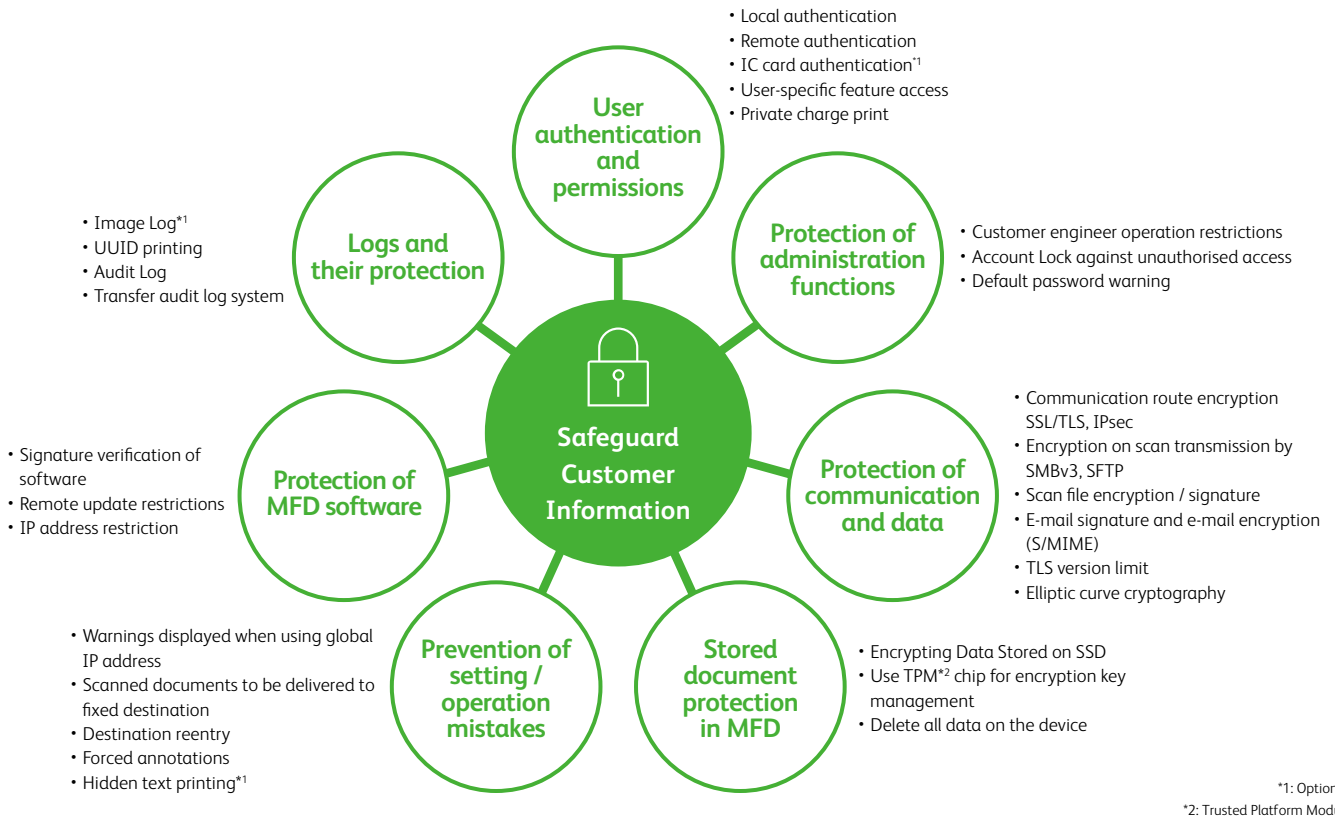 • Local authentication
• Remote authentication
• IC card authentication*1
• User-specific feature access
• Private charge print
User
authentication
and
permissions
• Image Log*1
• UUID printing
• Audit Log
• Transfer audit log system
Logs and
their protection
Protection of
administration
functions
• Customer engineer operation restrictions
• Account Lock against unauthorised access
• Default password warning
Safeguard
Customer
Information
• Signature verification of
software
• Remote update restrictions
• IP address restriction
Protection of
MFD software
Protection of
communication
and data
• Communication route encryption
SSL/TLS, IPsec
• Encryption on scan transmission by
SMBv3, SFTP
• Scan file encryption / signature
• E-mail signature and e-mail encryption
(S/MIME)
• TLS version limit
• Elliptic curve cryptography
• Warnings displayed when using global
IP address
• Scanned documents to be delivered to
fixed destination
• Destination reentry
• Forced annotations
• Hidden text printing*1
Prevention of
setting /
operation
mistakes
Stored
document
protection
in MFD
• Encrypting Data Stored on SSD
• Use TPM*2 chip for encryption key
management
• Delete all data on the device
*1: Option
*2: Trusted Platform Modu